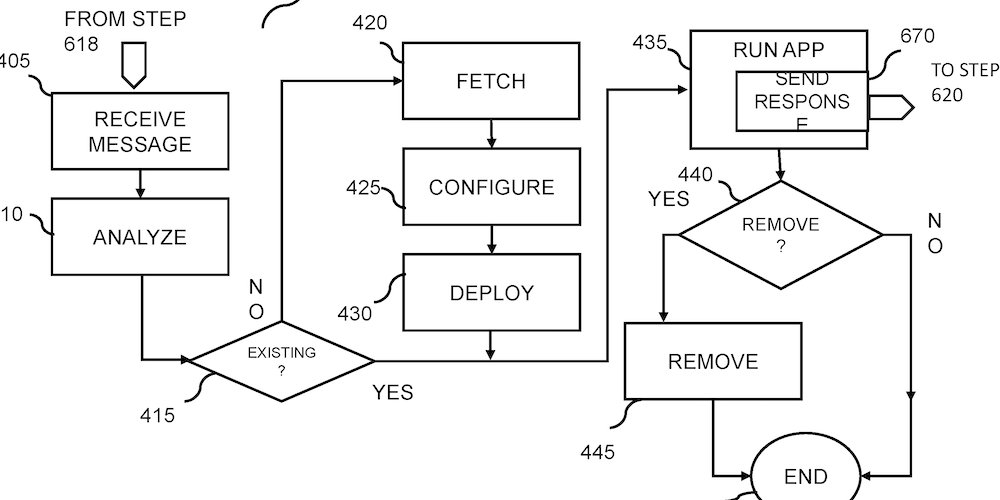 FROM STEP
618
405
RECEIVE
MESSAGE
10
ANALYZE
N
O
EXISTING
?
415
YES
420
FETCH
425
CONFIGURE
430
DEPLOY
435
RUN APP
670
SEND
RESPONS
E
TO STEP
620
440
YES
REMOVE
?
N
O
REMOVE
445
END